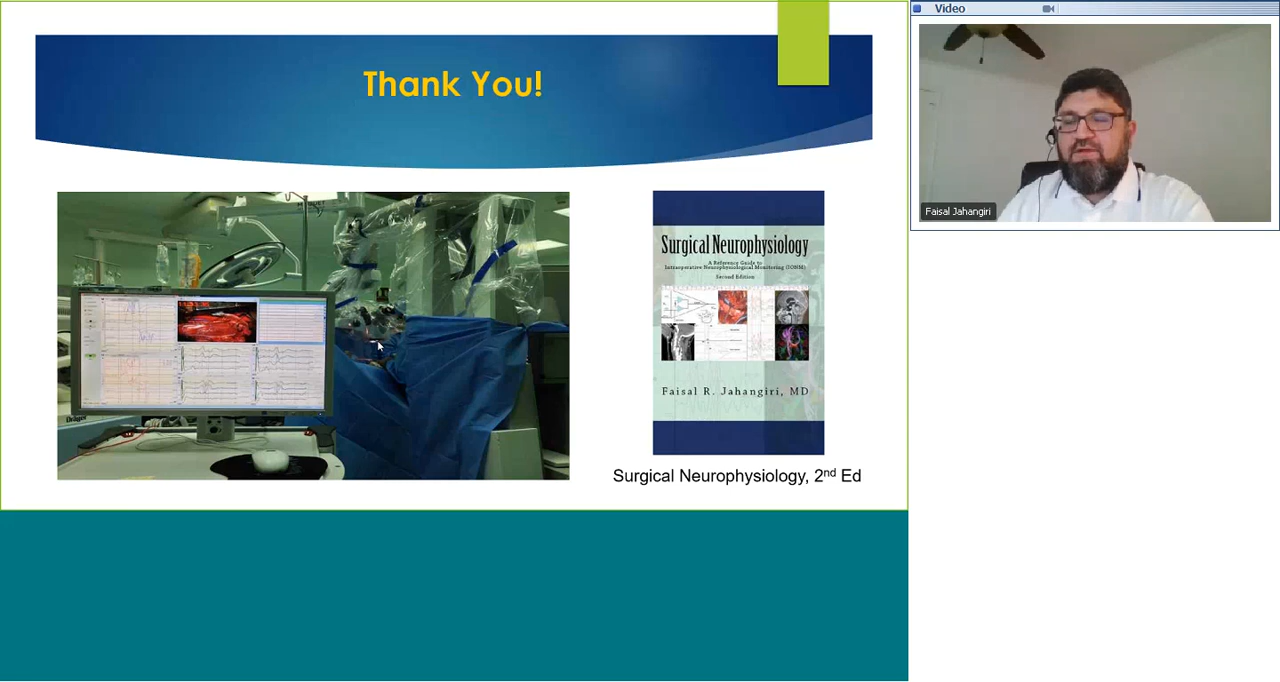 Thank You!
Surgical Neurophysiology
A Reference Guide to
Intraoperative Neurophysiological Monitoring (IONM)
Second Edition
Faisal R. Jahangiri, MD
Surgical Neurophysiology, 2nd Ed
Video
Faisal Jahangiri